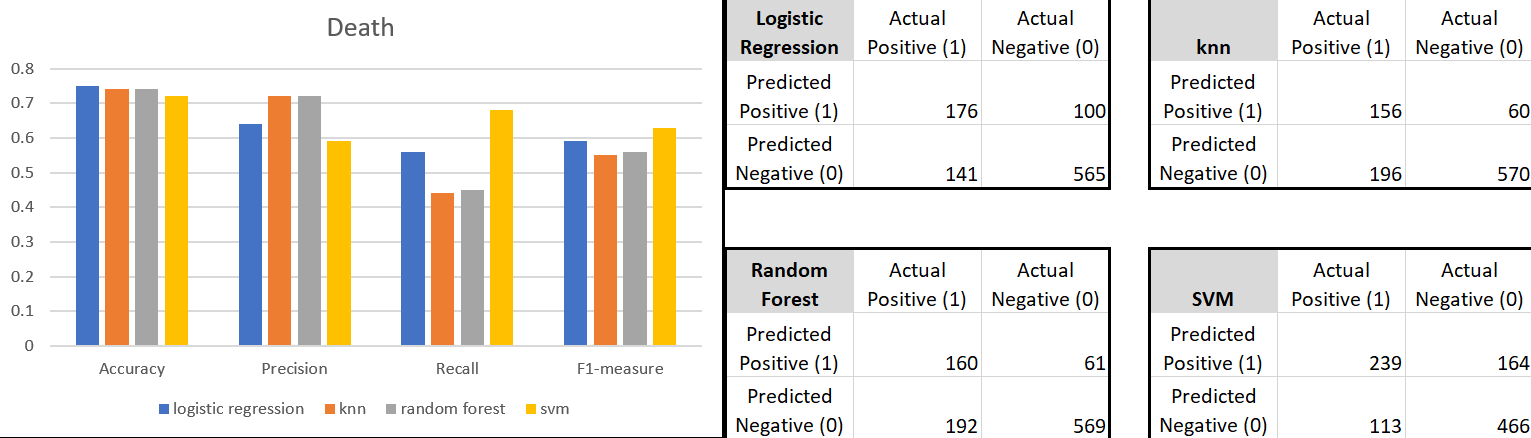 Death
0.8
0.7
0.6
0.5
0.4
0.3
0.2
0.1
0
Accuracy Precision Recall F1-measure
logistic regression knn random forest svm
Logistic Regression Actual Positive (1) Actual Negative (0)
Predicted Positive (1) 176 100
Predicted Negative (0) 141 565
knn Actual Positive (1) Actual Negative (0)
Predicted Positive (1) 156 60
Predicted Negative (0) 196 570
Random Forest Actual Positive (1) Actual Negative (0)
Predicted Positive (1) 160 61
Predicted Negative (0) 192 569
SVM Actual Positive (1) Actual Negative (0)
Predicted Positive (1) 239 164
Predicted Negative (0) 113 466